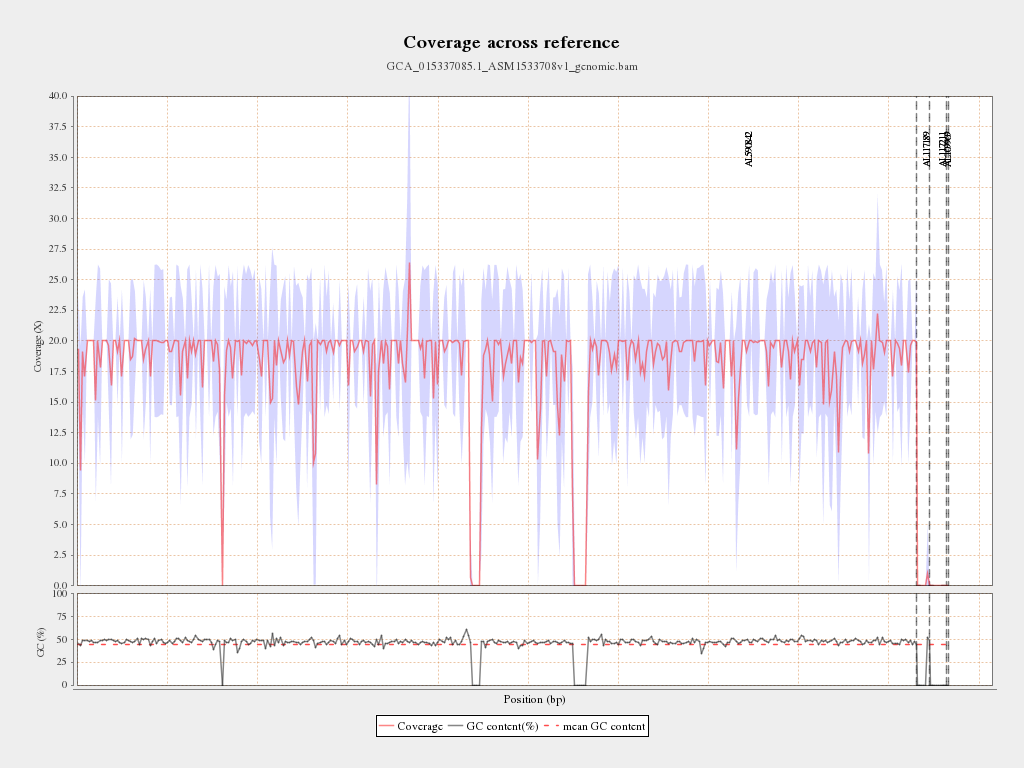 Coverage across reference
GCA_015337085.1_ASM1533708v1_genomic.bam
Coverage (X)
40.0
37.5
35.0
32.5
30.0
27.5
25.0
22.5
20.0
17.5
15.0
12.5
10.0
7.5
5.0
2.5
0.0
AL590842
AL117189
AL117211
GC (%)
100
75
50
25
0
Position (bp)
Coverage
GC content(%)
mean GC content